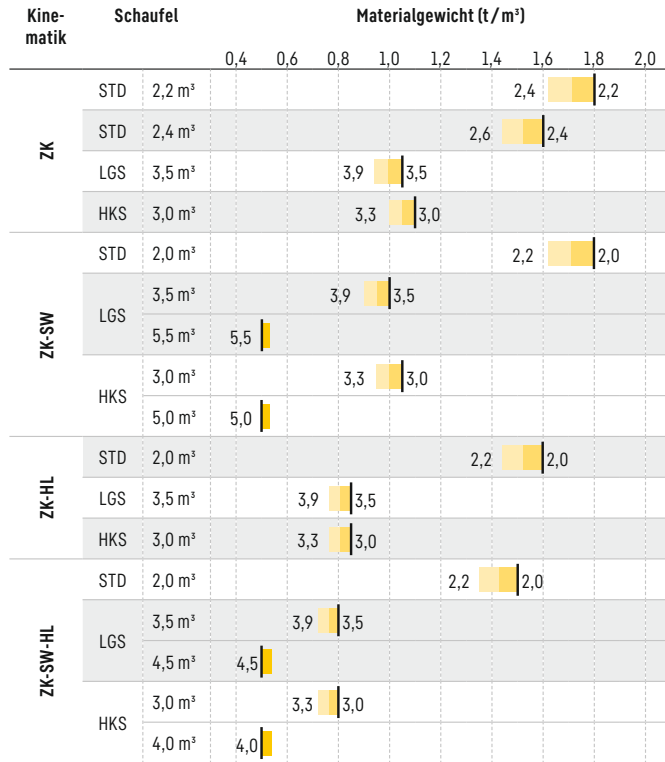 Kine-
matik
Schaufel
Materialgewicht (t / m³)
0,4 0,6 0,8 1,0 1,2 1,4 1,6 1,8 2,0
ZK
STD 2,2 m³ 2,4 2,2
STD 2,4 m³ 2,6 2,4
LGS 3,5 m³ 3,9 3,5
HKS 3,0 m³ 3,3 3,0
ZK-SW
STD 2,0 m³ 2,2 2,0
LGS
3,5 m³ 3,9 3,5
5,5 m³ 5,5
HKS
3,0 m³ 3,3 3,0
5,0 m³ 5,0
ZK-HL
STD 2,0 m³ 2,2 2,0
LGS 3,5 m³ 3,9 3,5
HKS 3,0 m³ 3,3 3,0
ZK-SW-HL
STD 2,0 m³ 2,2 2,0
LGS
3,5 m³ 3,9 3,5
4,5 m³ 4,5
HKS
3,0 m³ 3,3 3,0
4,0 m³ 4,0